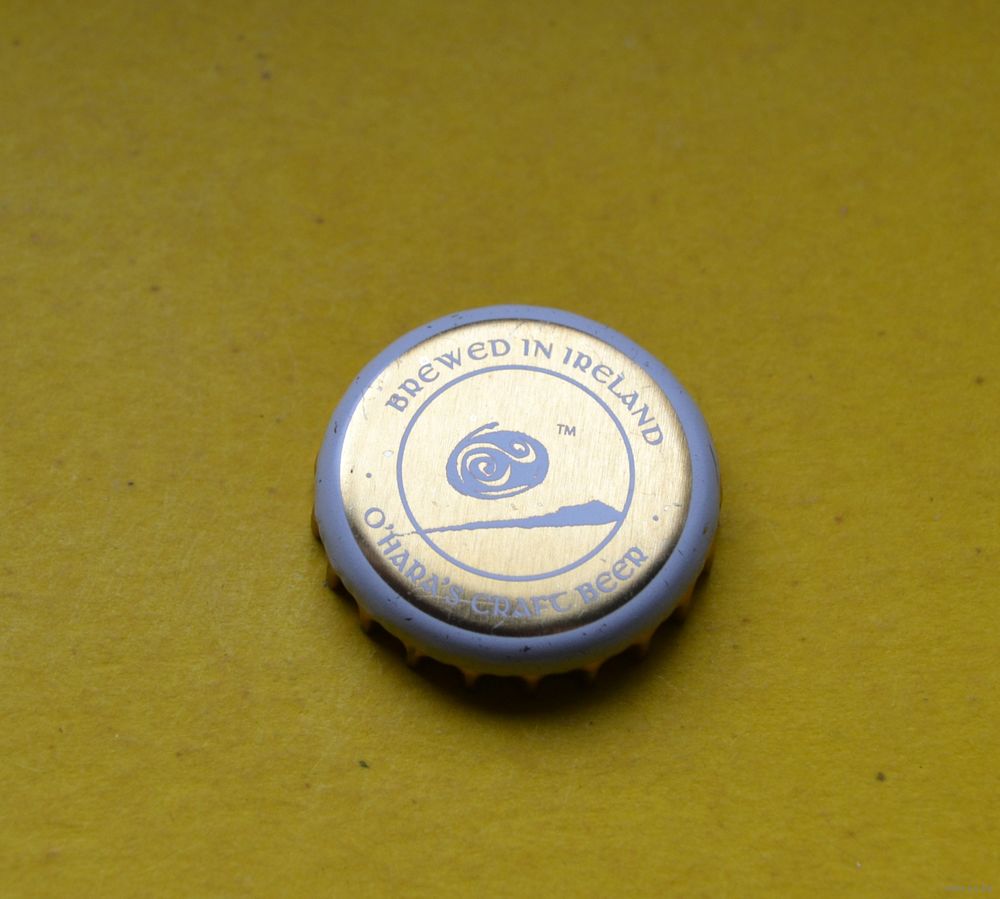 BREWED IN IRELAND
TM
O'HARA'S CRAFT BEER